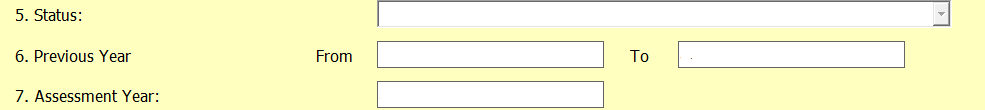 5. Status:
6. Previous Year From To .
7. Assessment Year: